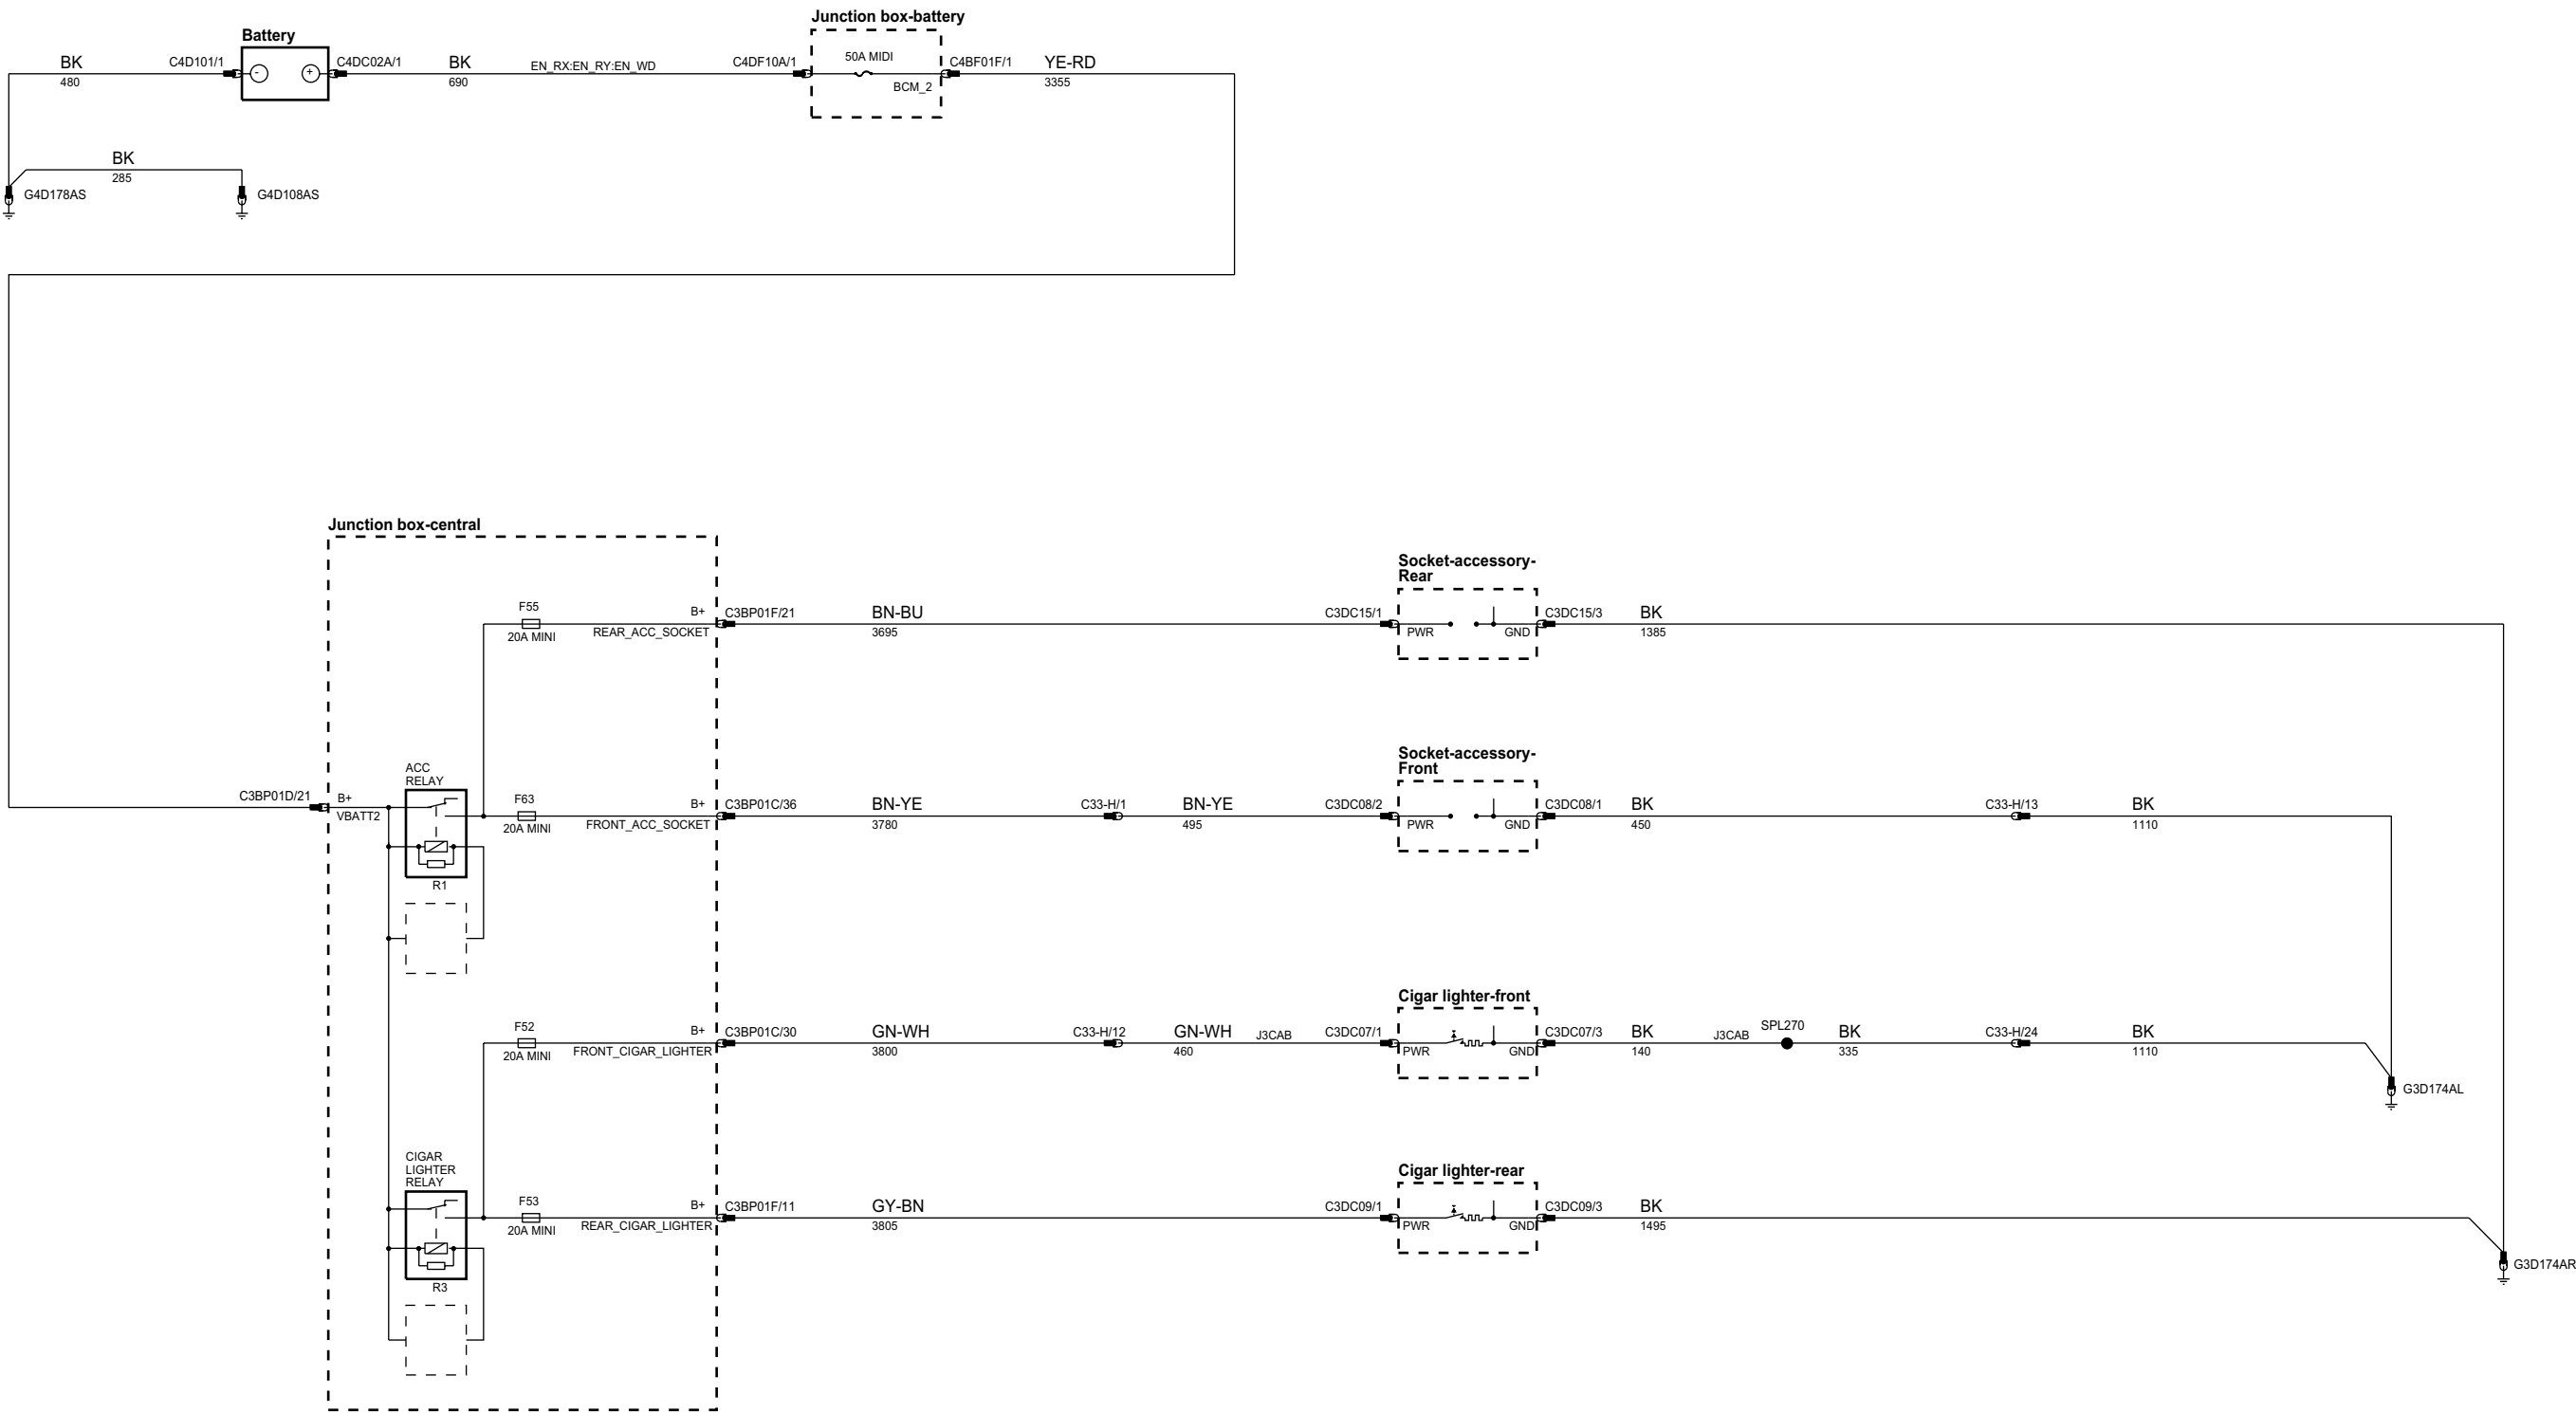 Junction box-battery
Battery
BK
480
C4D101/1
-
+
C4DC02A/1
BK
690
EN_RX:EN_RY:EN_WD
C4DF10A/1
50A MIDI
BCM_2
C4BF01F/1
YE-RD
3355
BK
285
G4D178AS
G4D108AS
Junction box-central
Socket-accessory-
Rear
F55
20A MINI
B+
REAR_ACC_SOCKET
C3BP01F/21
BN-BU
3695
C3DC15/1
PWR
GND
C3DC15/3
BK
1385
Socket-accessory-
Front
C3BP01D/21
B+
VBATT2
ACC
RELAY
R1
F63
20A MINI
B+
FRONT_ACC_SOCKET
C3BP01C/36
BN-YE
3780
C33-H/1
BN-YE
495
C3DC08/2
PWR
GND
C3DC08/1
BK
450
C33-H/13
BK
1110
Cigar lighter-front
F52
20A MINI
B+
FRONT_CIGAR_LIGHTER
C3BP01C/30
GN-WH
3800
C33-H/12
GN-WH
460
J3CAB
C3DC07/1
PWR
GND
C3DC07/3
BK
140
J3CAB
SPL270
BK
335
C33-H/24
BK
1110
G3D174AL
Cigar lighter-rear
CIGAR
LIGHTER
RELAY
R3
F53
20A MINI
B+
REAR_CIGAR_LIGHTER
C3BP01F/11
GY-BN
3805
C3DC09/1
PWR
GND
C3DC09/3
BK
1495
G3D174AR